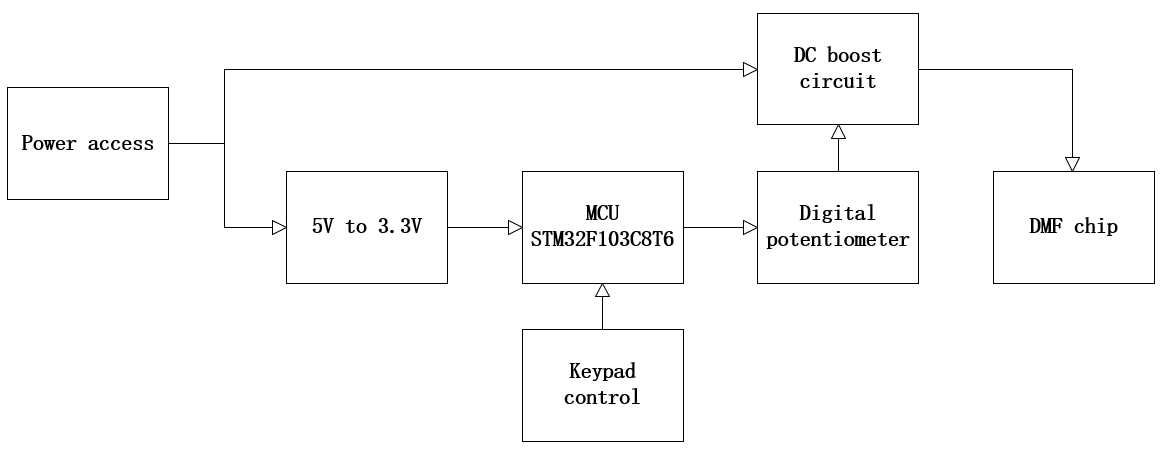 DC boost
circuit
Power access
5V to 3.3V
MCU
STM32F103C8T6
Digital
potentiometer
DMF chip
Keypad
control